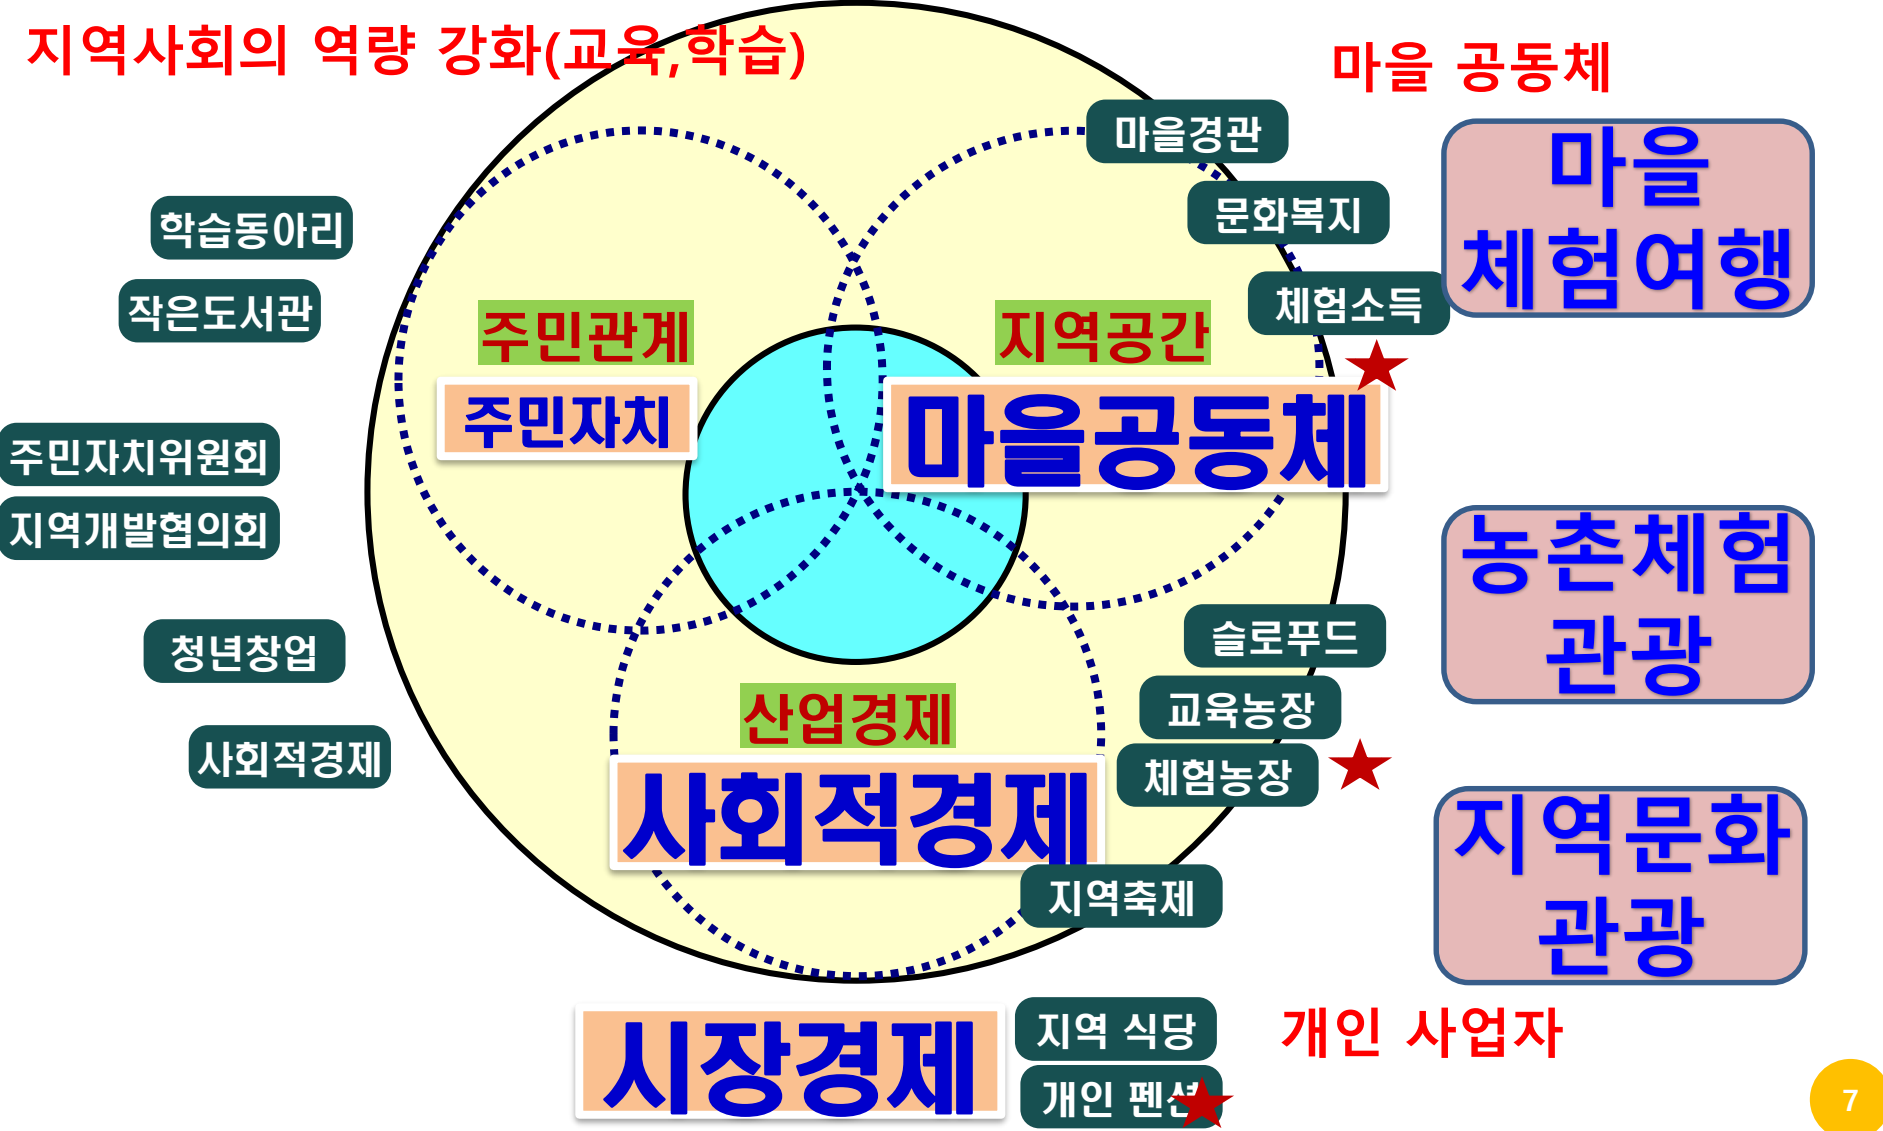 지역사회의 역량 강화(교육,학습)
마을 공동체
마을경관
문화복지
체험소득
마을
체험여행
학습동아리
작은도서관
주민관계
지역공간
주민자치
마을공동체
주민자치위원회
지역개발협의회
농촌체험
관광
청년창업
사회적경제
산업경제
사회적경제
슬로푸드
교육농장
체험농장
지역축제
지역문화
관광
시장경제
지역 식당
개인 펜션
개인 사업자
7